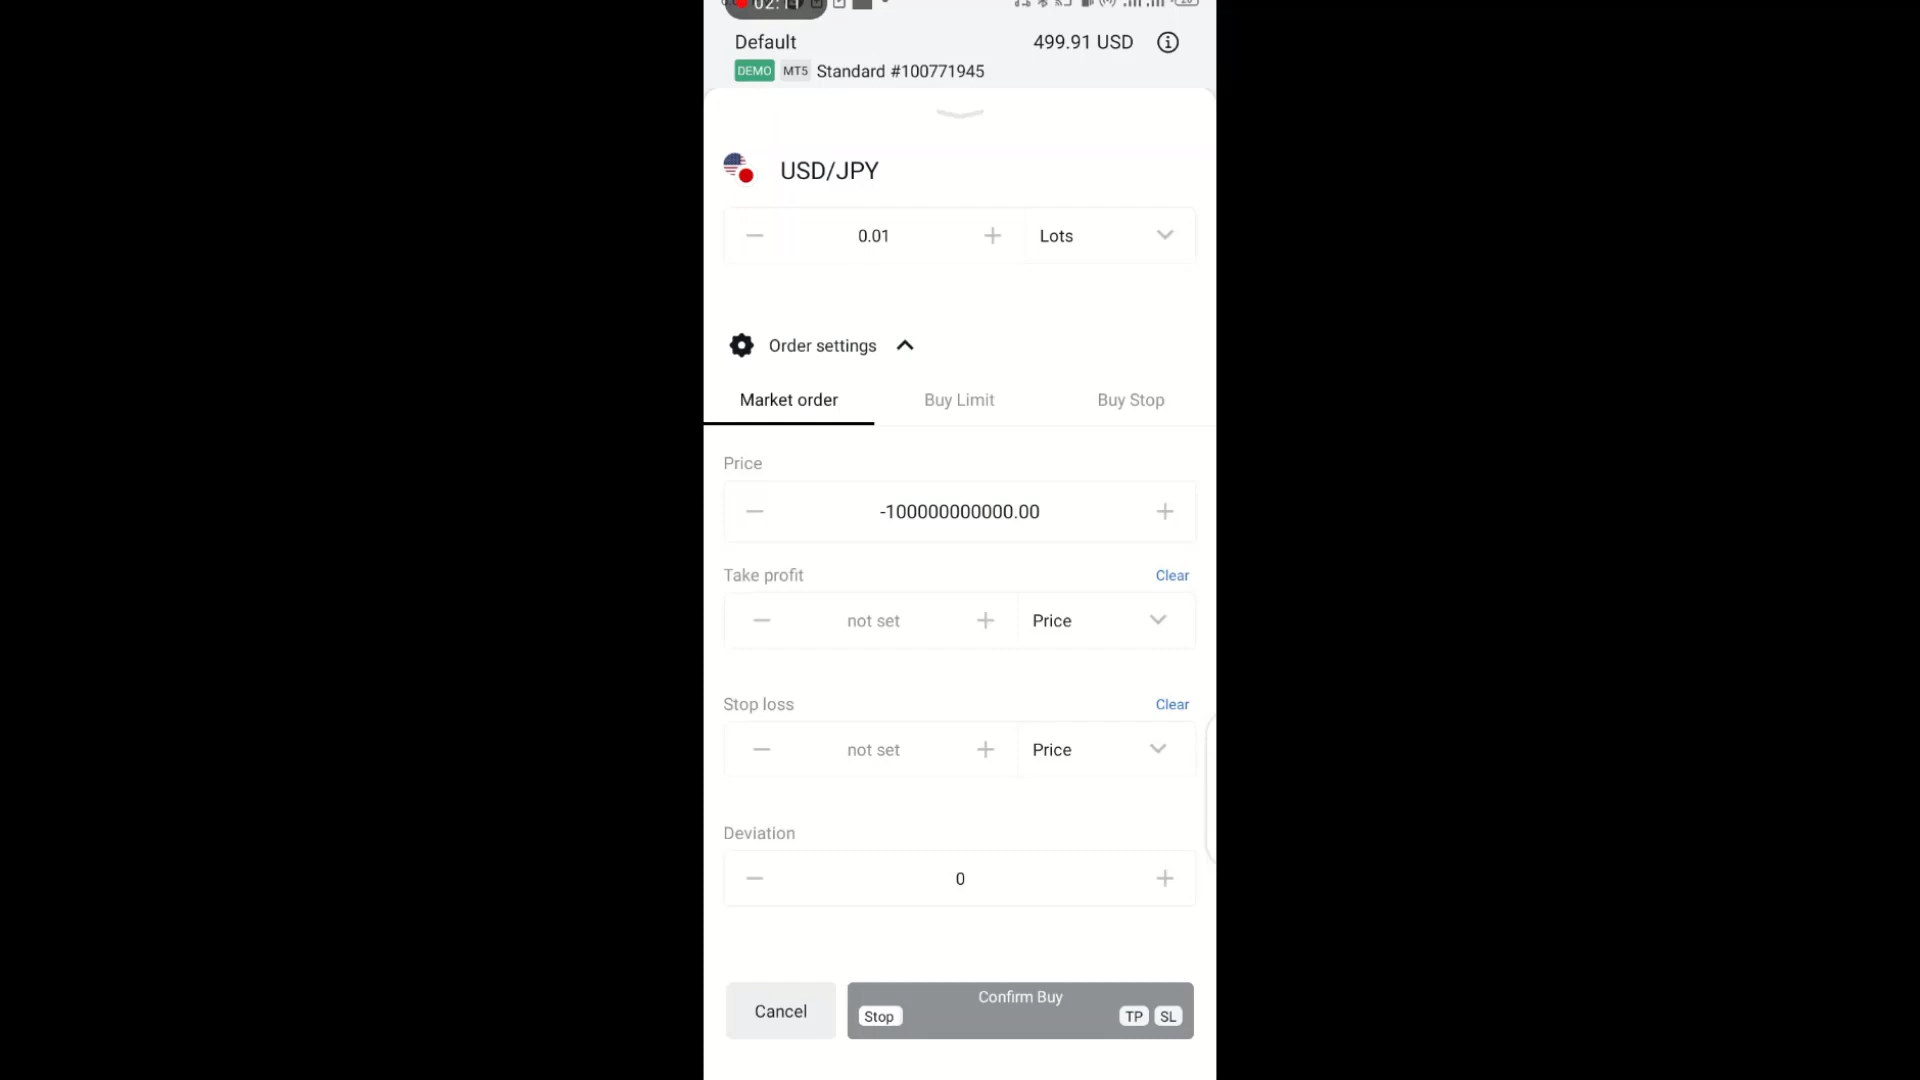 02:11
Default
499.91 USD
DEMO MT5 Standard #100771945
USD/JPY
0.01
Lots
Order settings
Market order
Buy Limit
Buy Stop
Price
-100000000000.00
Take profit
Clear
not set
Price
Stop loss
Clear
not set
Price
Deviation
0
Cancel
Confirm Buy
Stop
TP
SL